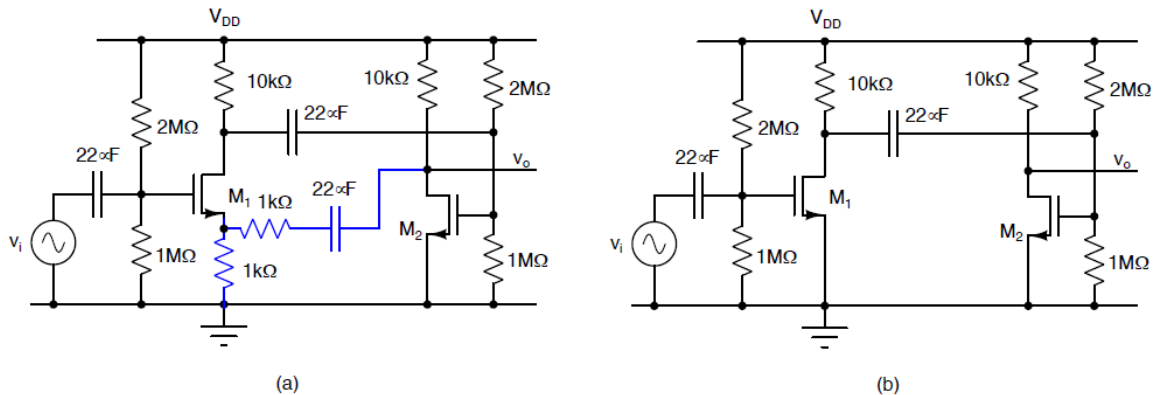 V_DD
10kΩ
10kΩ
2MΩ
22∝F
2MΩ
22∝F
v_o
M_1
1kΩ
22∝F
M_2
v_i
1MΩ
1kΩ
1MΩ
(a)
V_DD
10kΩ
10kΩ
2MΩ
22∝F
2MΩ
22∝F
v_o
M_1
M_2
v_i
1MΩ
1MΩ
(b)